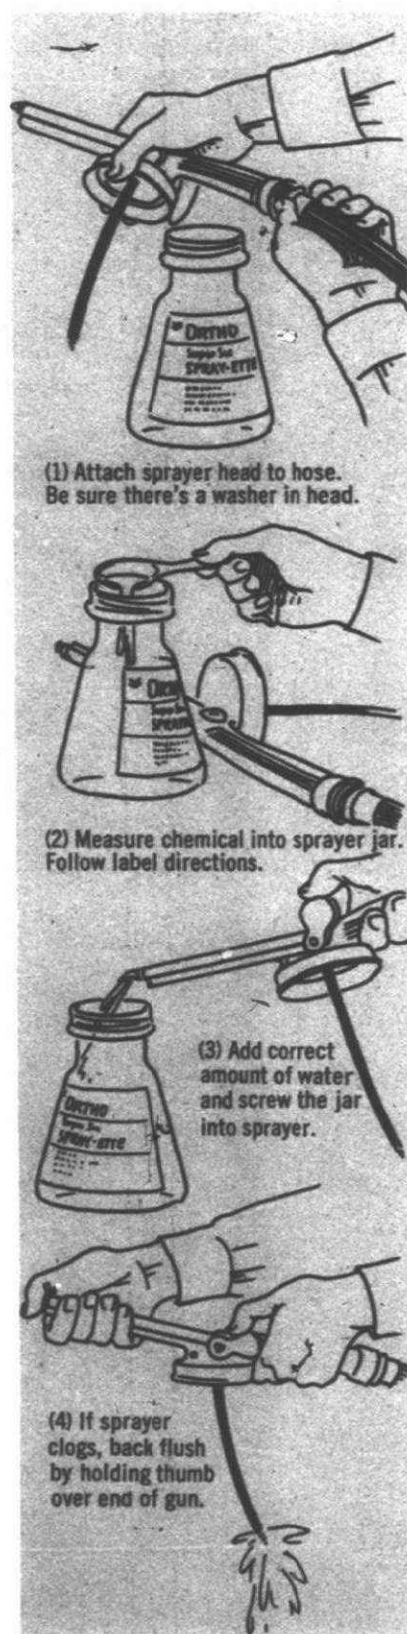 ORTHO
Super Jet
SPRAY-ETTE
(1) Attach sprayer head to hose.
Be sure there's a washer in head.
ORTHO
(2) Measure chemical into sprayer jar.
Follow label directions.
(3) Add correct
amount of water
and screw the jar
into sprayer.
ORTHO
SPRAY-ETTE
(4) If sprayer
clogs, back flush
by holding thumb
over end of gun.